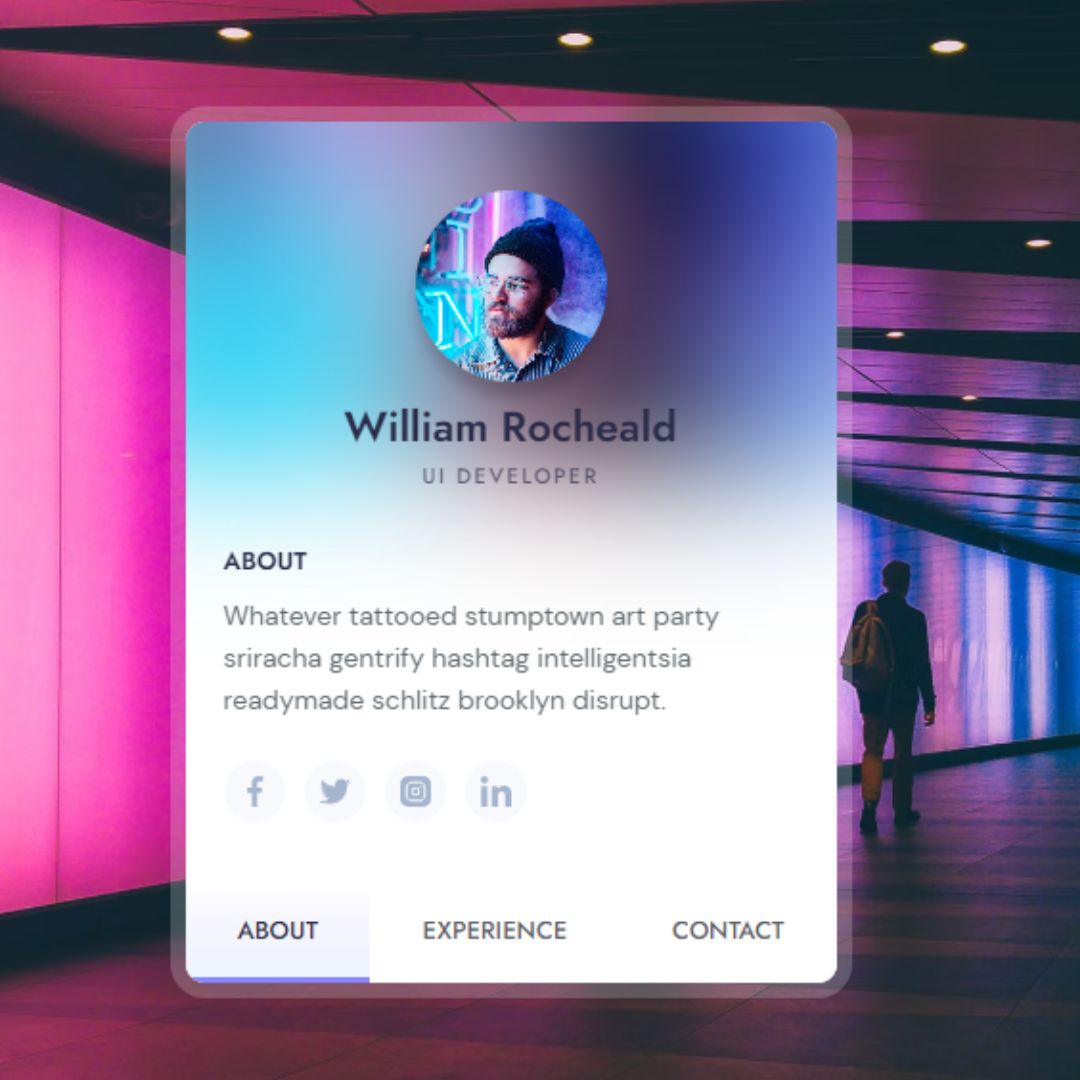 William Rocheald
UI DEVELOPER
ABOUT
Whatever tattooed stumptown art party
sriracha gentrify hashtag intelligentsia
readymade schlitz brooklyn disrupt.
in
ABOUT EXPERIENCE CONTACT